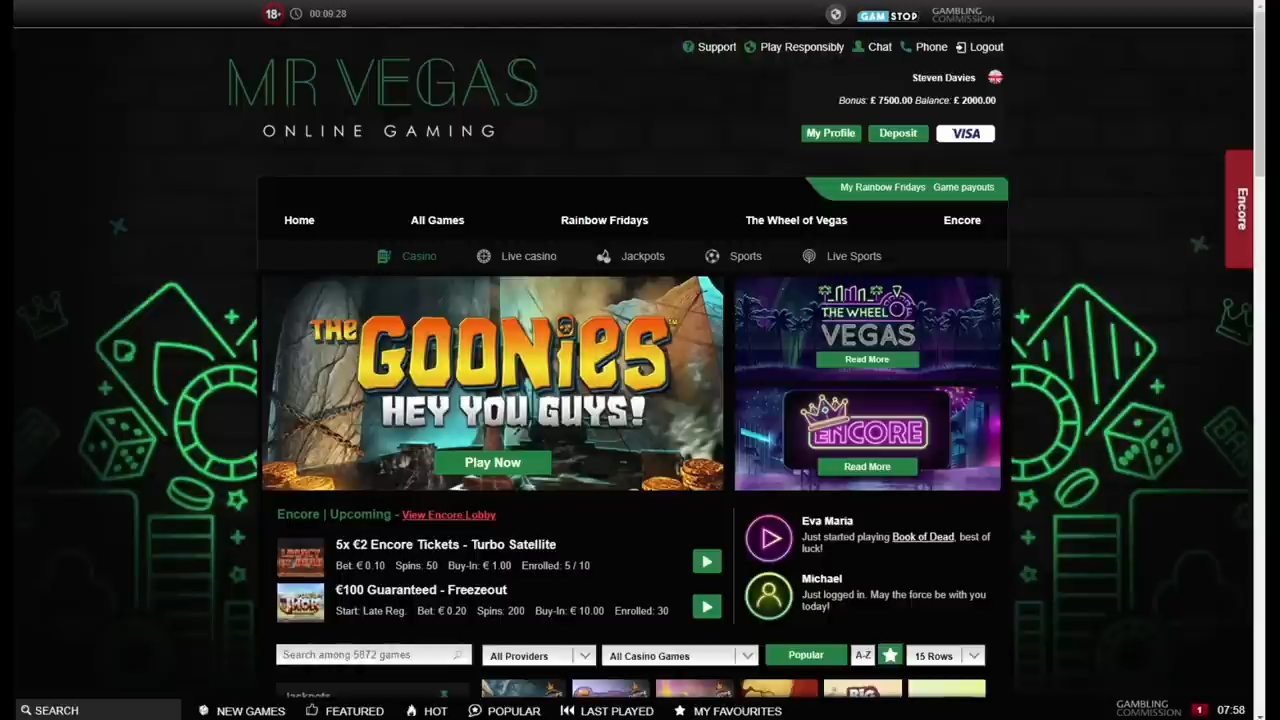 18+ 00:09:28 GAMSTOP GAMBLING COMMISSION
Support Play Responsibly Chat Phone Logout
MR VEGAS
ONLINE GAMING
Steven Davies
Bonus: £ 7500.00 Balance: £ 2000.00
My Profile Deposit VISA
My Rainbow Fridays Game payouts
Home All Games Rainbow Fridays The Wheel of Vegas Encore
Casino Live casino Jackpots Sports Live Sports
Encore
THE GOONIES™
HEY YOU GUYS!
Play Now
THE WHEEL OF
VEGAS
Read More
ENCORE
Read More
Encore | Upcoming - View Encore Lobby
5x €2 Encore Tickets - Turbo Satellite
Bet: € 0.10 Spins: 50 Buy-In: € 1.00 Enrolled: 5 / 10
€100 Guaranteed - Freezeout
Start: Late Reg. Bet: € 0.20 Spins: 200 Buy-In: € 10.00 Enrolled: 30
Eva Maria
Just started playing Book of Dead, best of
luck!
Michael
Just logged in. May the force be with you
today!
Search among 5872 games All Providers All Casino Games Popular A-Z 15 Rows
Jackpots
BIG
SEARCH NEW GAMES FEATURED HOT POPULAR LAST PLAYED MY FAVOURITES GAMBLING COMMISSION 1 07:58